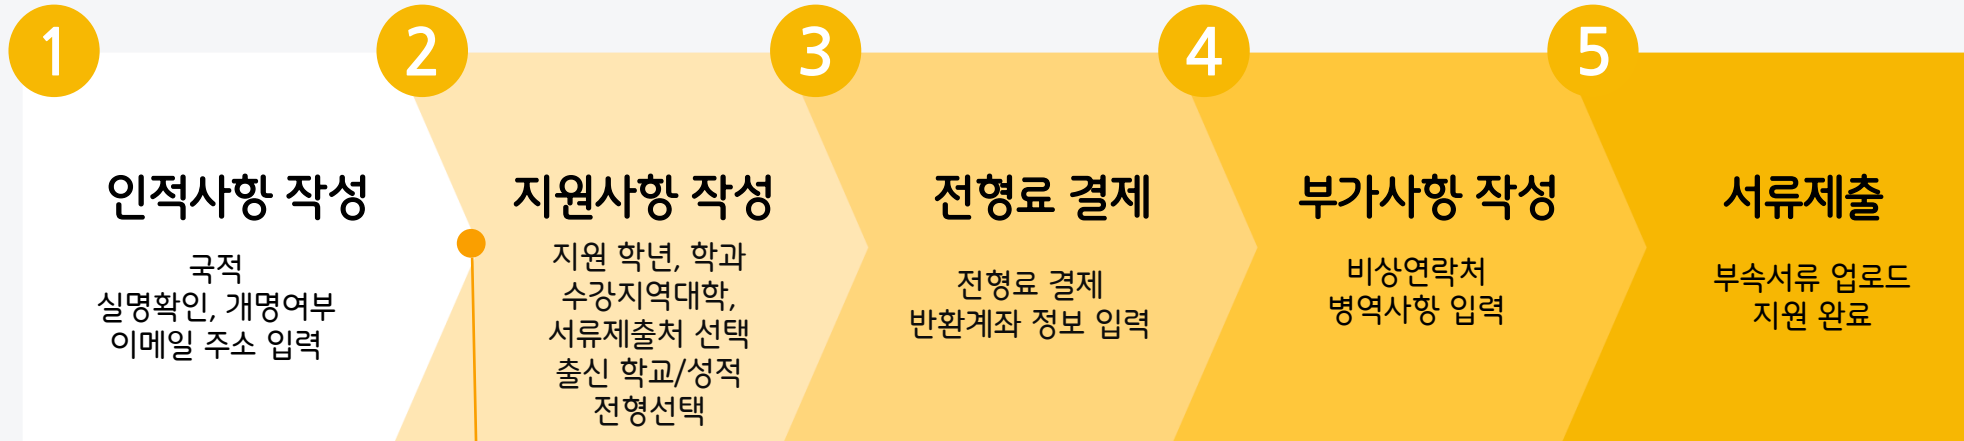 1
인적사항 작성
국적
실명확인, 개명여부
이메일 주소 입력
2
지원사항 작성
지원 학년, 학과
수강지역대학,
서류제출처 선택
출신 학교/성적
전형선택
3
전형료 결제
전형료 결제
반환계좌 정보 입력
4
부가사항 작성
비상연락처
병역사항 입력
5
서류제출
부속서류 업로드
지원 완료